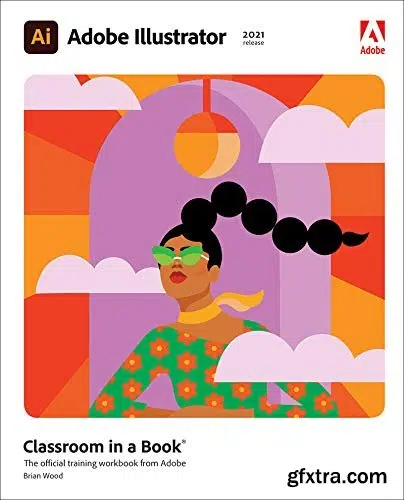 Ai Adobe Illustrator 2021
release
Adobe
Classroom in a Book®
The official training workbook from Adobe
Brian Wood
gfxtra.com